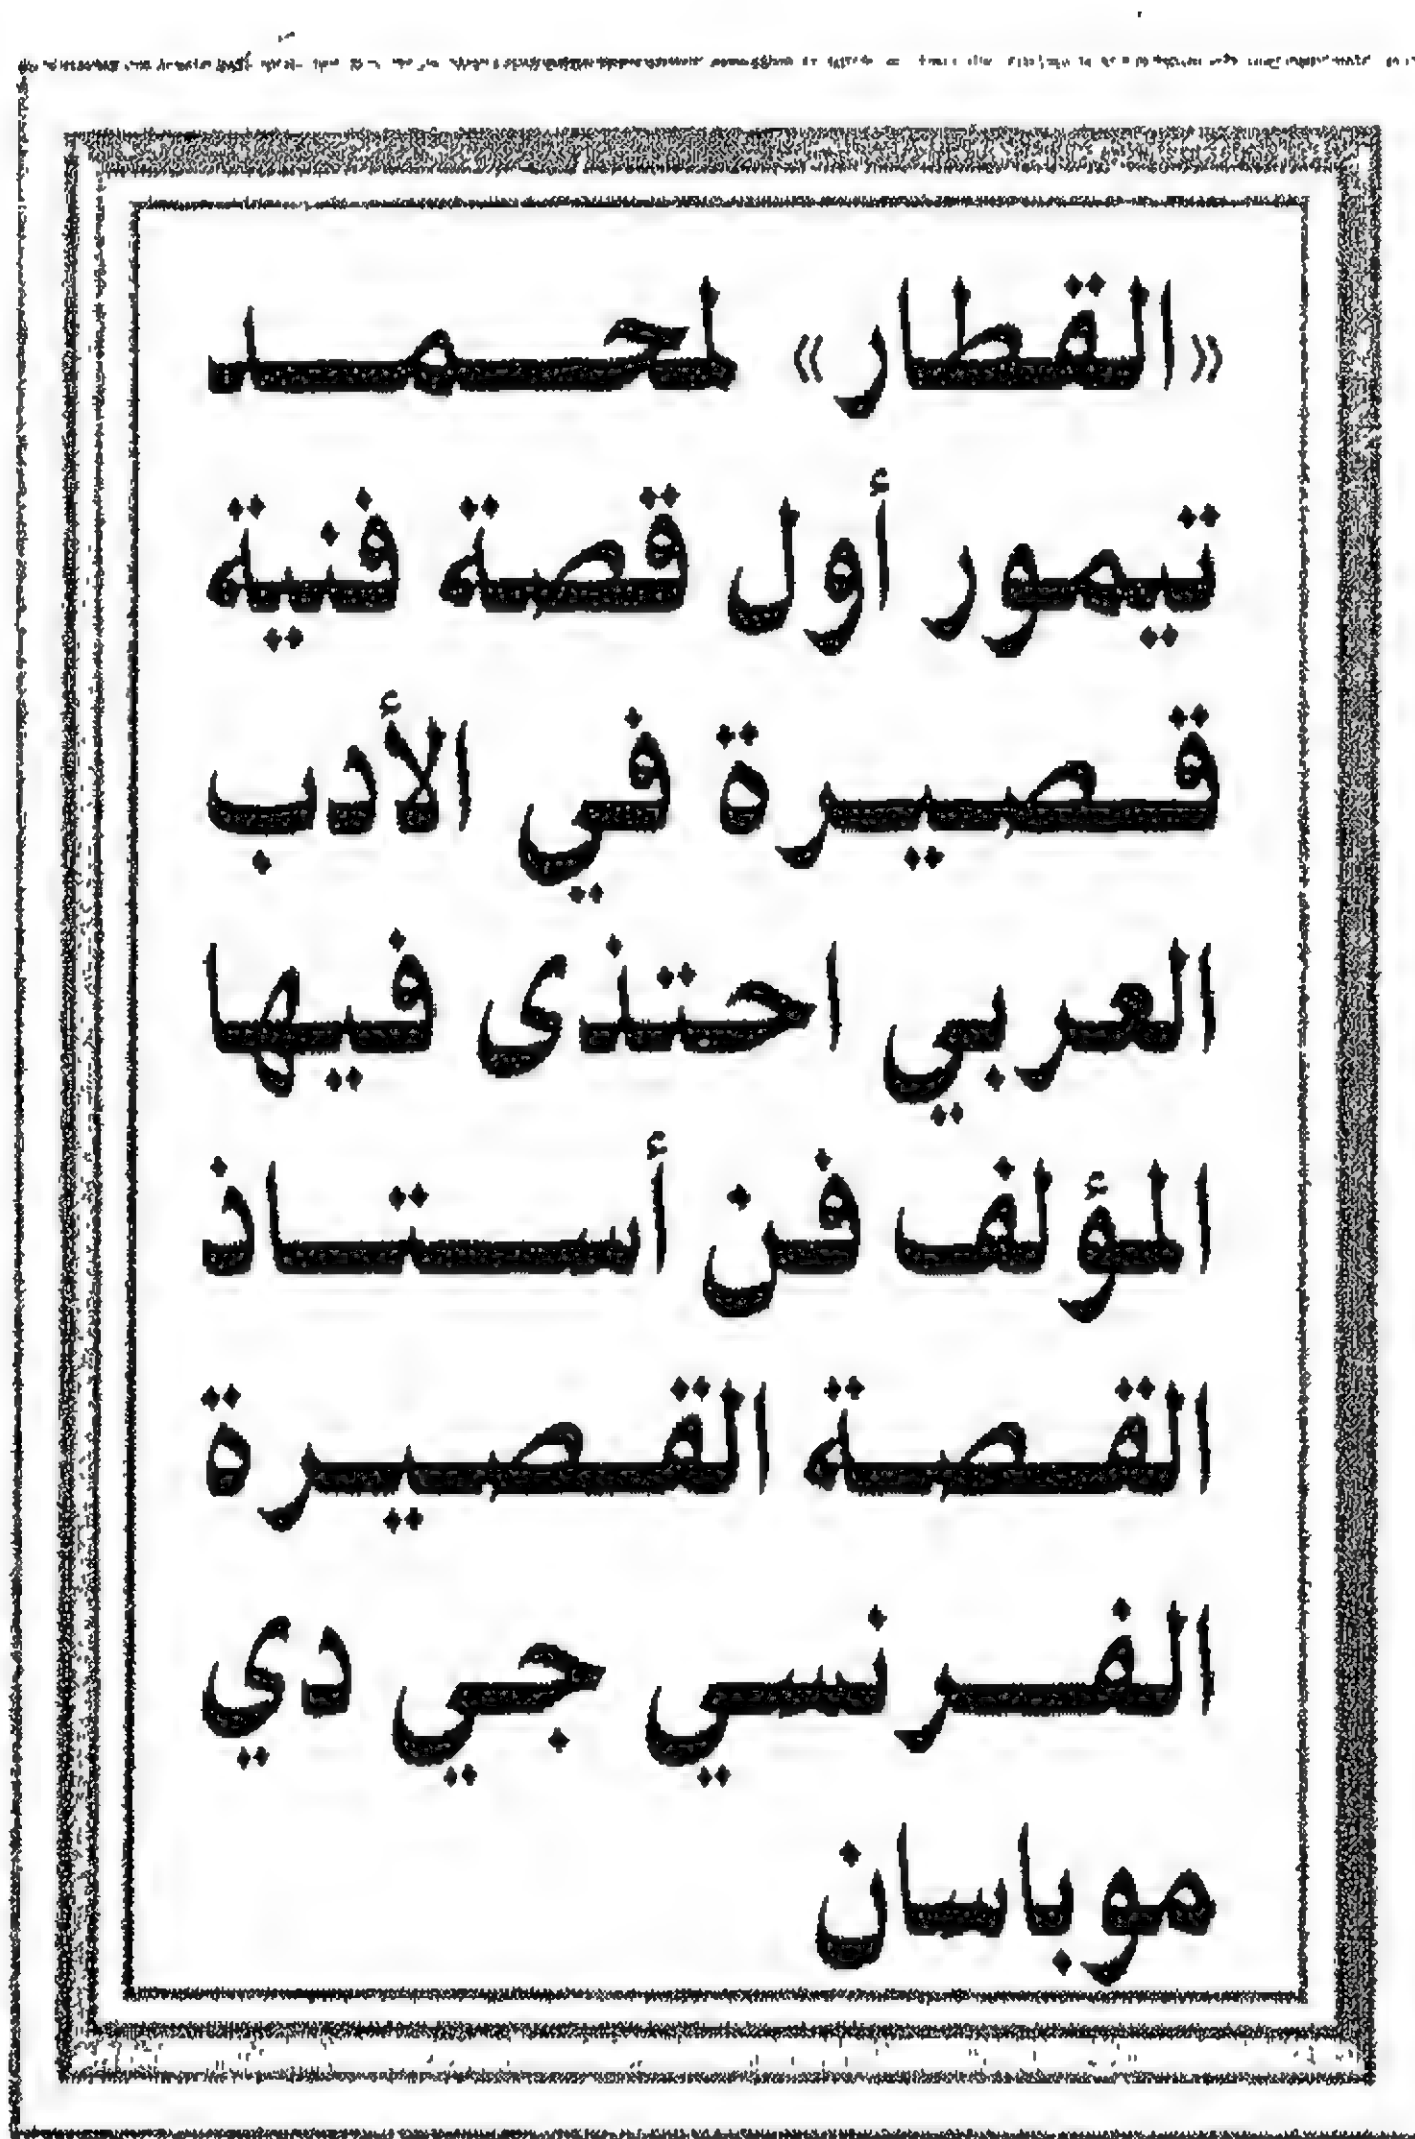 «القطار» لمحمد
تيمور أول قصة فنية
قصيرة في الأدب
العربي احتذى فيها
المؤلف فن أستاذ
القصة القصيرة
الفرنسي جي دي
موباسان